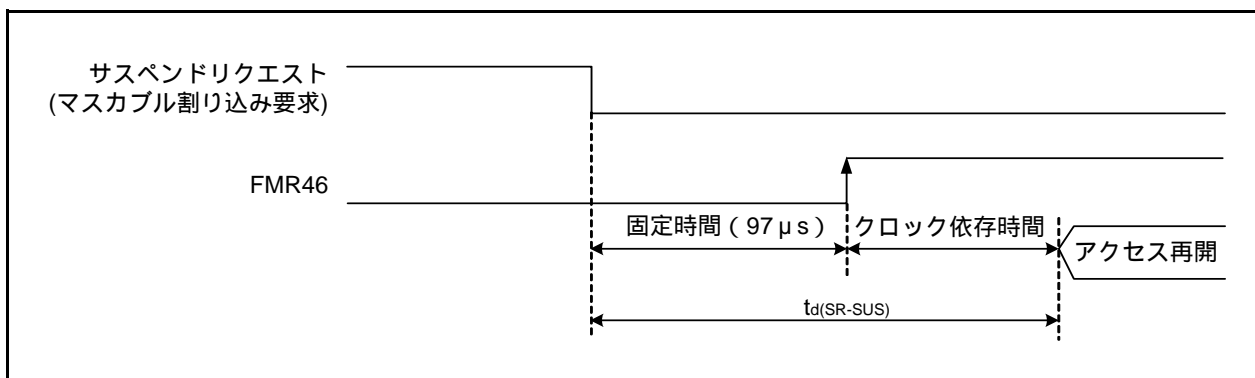 サスペンドリクエスト
(マスカブル割り込み要求)
FMR46
固定時間（97μs） クロック依存時間
アクセス再開
td(SR-SUS)